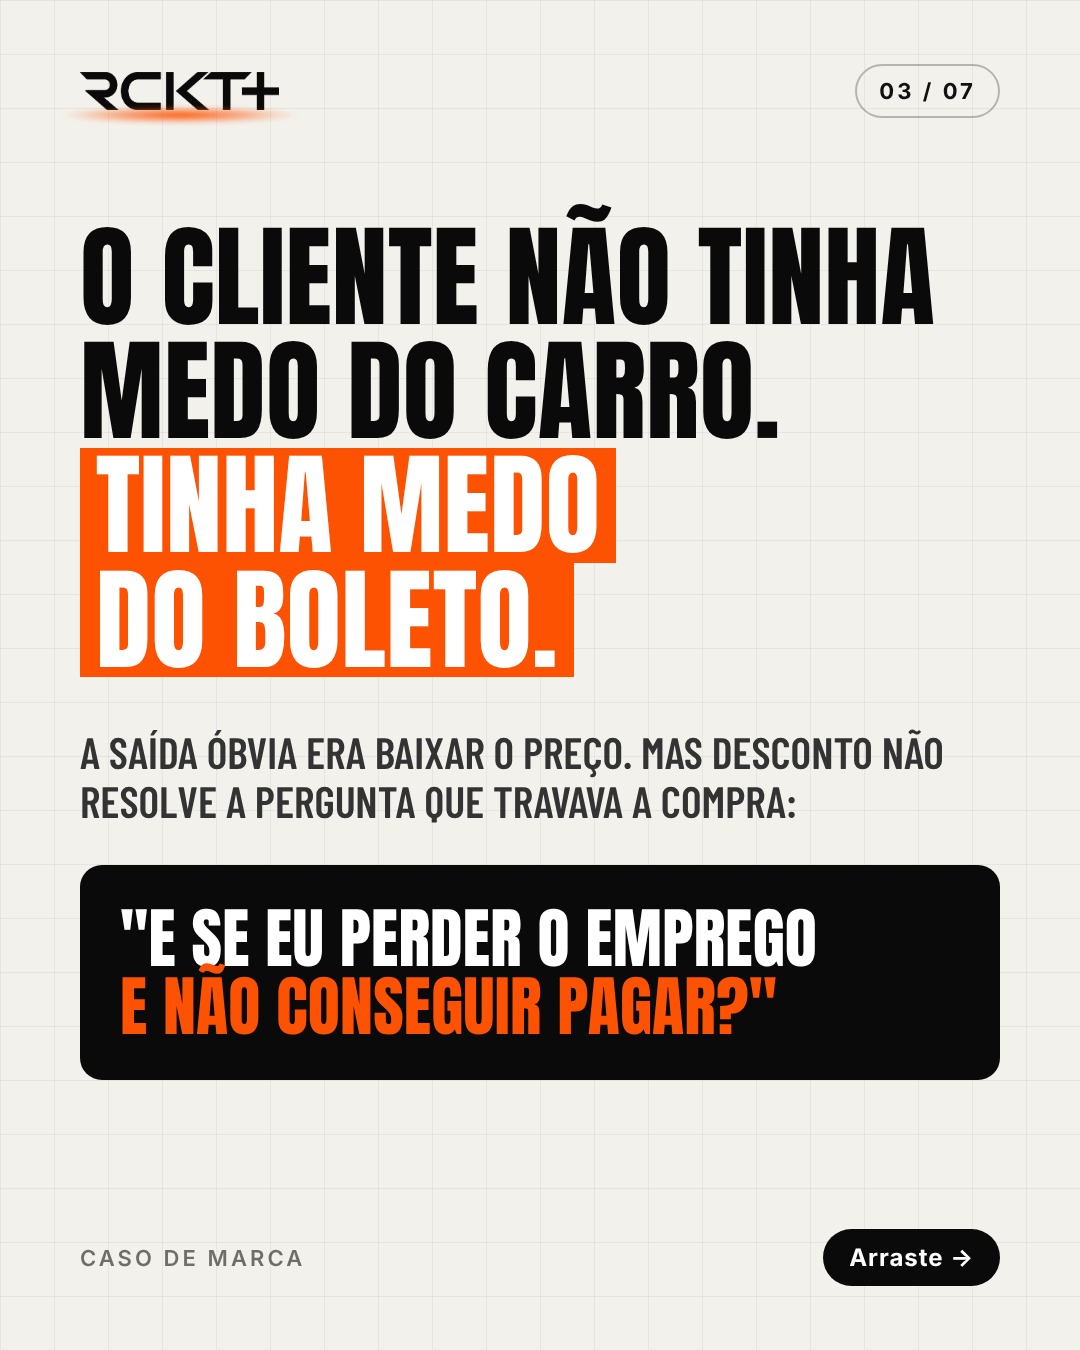 RCKT+
03 / 07
O CLIENTE NÃO TINHA
MEDO DO CARRO.
TINHA MEDO
DO BOLETO.
A SAÍDA ÓBVIA ERA BAIXAR O PREÇO. MAS DESCONTO NÃO
RESOLVE A PERGUNTA QUE TRAVAVA A COMPRA:
"E SE EU PERDER O EMPREGO
E NÃO CONSEGUIR PAGAR?"
CASO DE MARCA
Arraste →